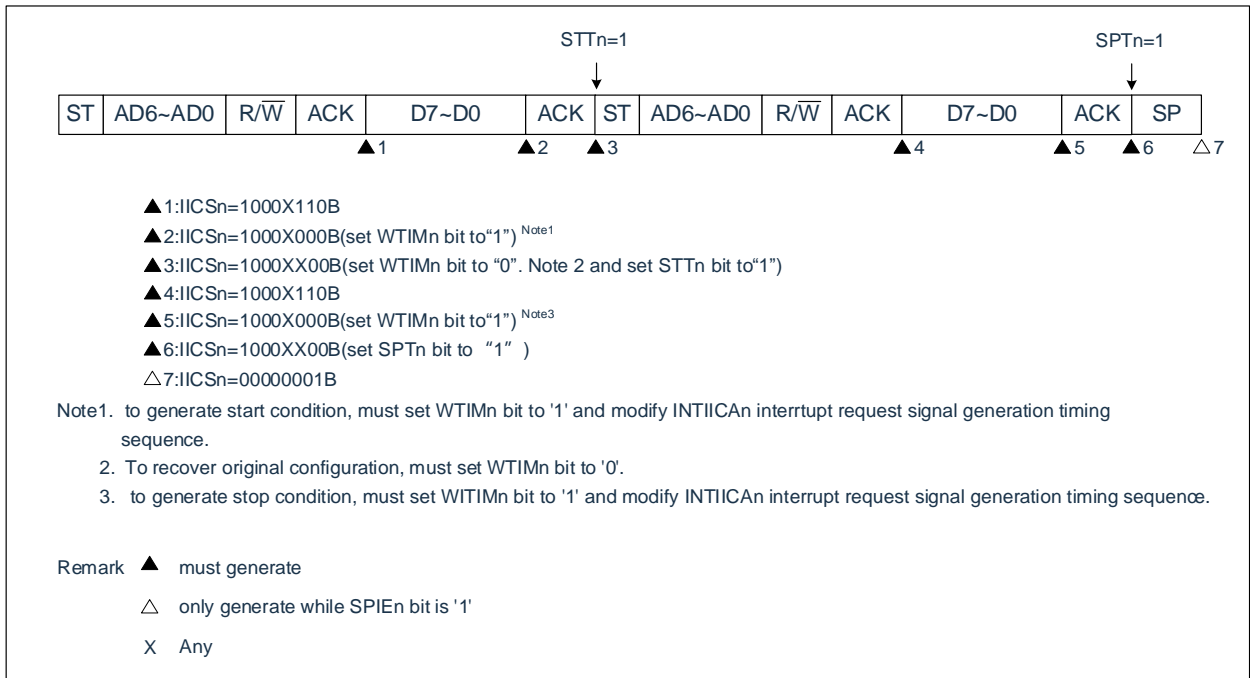 STTn=1 SPTn=1
ST AD6~AD0 R/W̅ ACK D7~D0 ACK ST AD6~AD0 R/W̅ ACK D7~D0 ACK SP
▲1 ▲2 ▲3 ▲4 ▲5 ▲6 △7
▲1:IICSn=1000X110B
▲2:IICSn=1000X000B(set WTIMn bit to“1”) Note1
▲3:IICSn=1000XX00B(set WTIMn bit to “0”. Note 2 and set STTn bit to“1”)
▲4:IICSn=1000X110B
▲5:IICSn=1000X000B(set WTIMn bit to“1”) Note3
▲6:IICSn=1000XX00B(set SPTn bit to “1” )
△7:IICSn=00000001B
Note1. to generate start condition, must set WTIMn bit to '1' and modify INTIICAn interrtupt request signal generation timing
sequence.
2. To recover original configuration, must set WTIMn bit to '0'.
3. to generate stop condition, must set WITIMn bit to '1' and modify INTIICAn interrupt request signal generation timing sequence.
Remark ▲ must generate
△ only generate while SPIEn bit is '1'
X Any